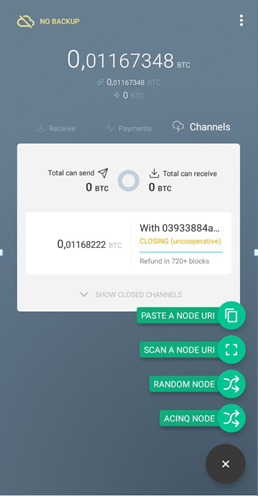 NO BACKUP
0,01167348 BTC
0,01167348 BTC
0 BTC
Receive
Payments
Channels
Total can send
0 BTC
Total can receive
0 BTC
0,01168222 BTC
With 03933884a...
CLOSING (uncooperative)
Refund in 720+ blocks
SHOW CLOSED CHANNELS
PASTE A NODE URI
SCAN A NODE URI
RANDOM NODE
ACINQ NODE